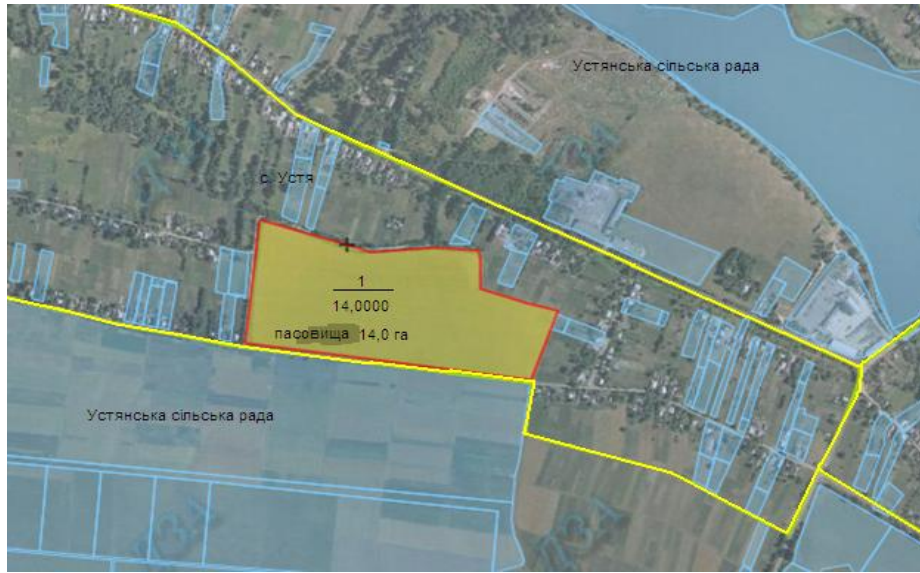 Устянська сільська рада
с. Устя
1
14,0000
пасовища 14,0 га
Устянська сільська рада